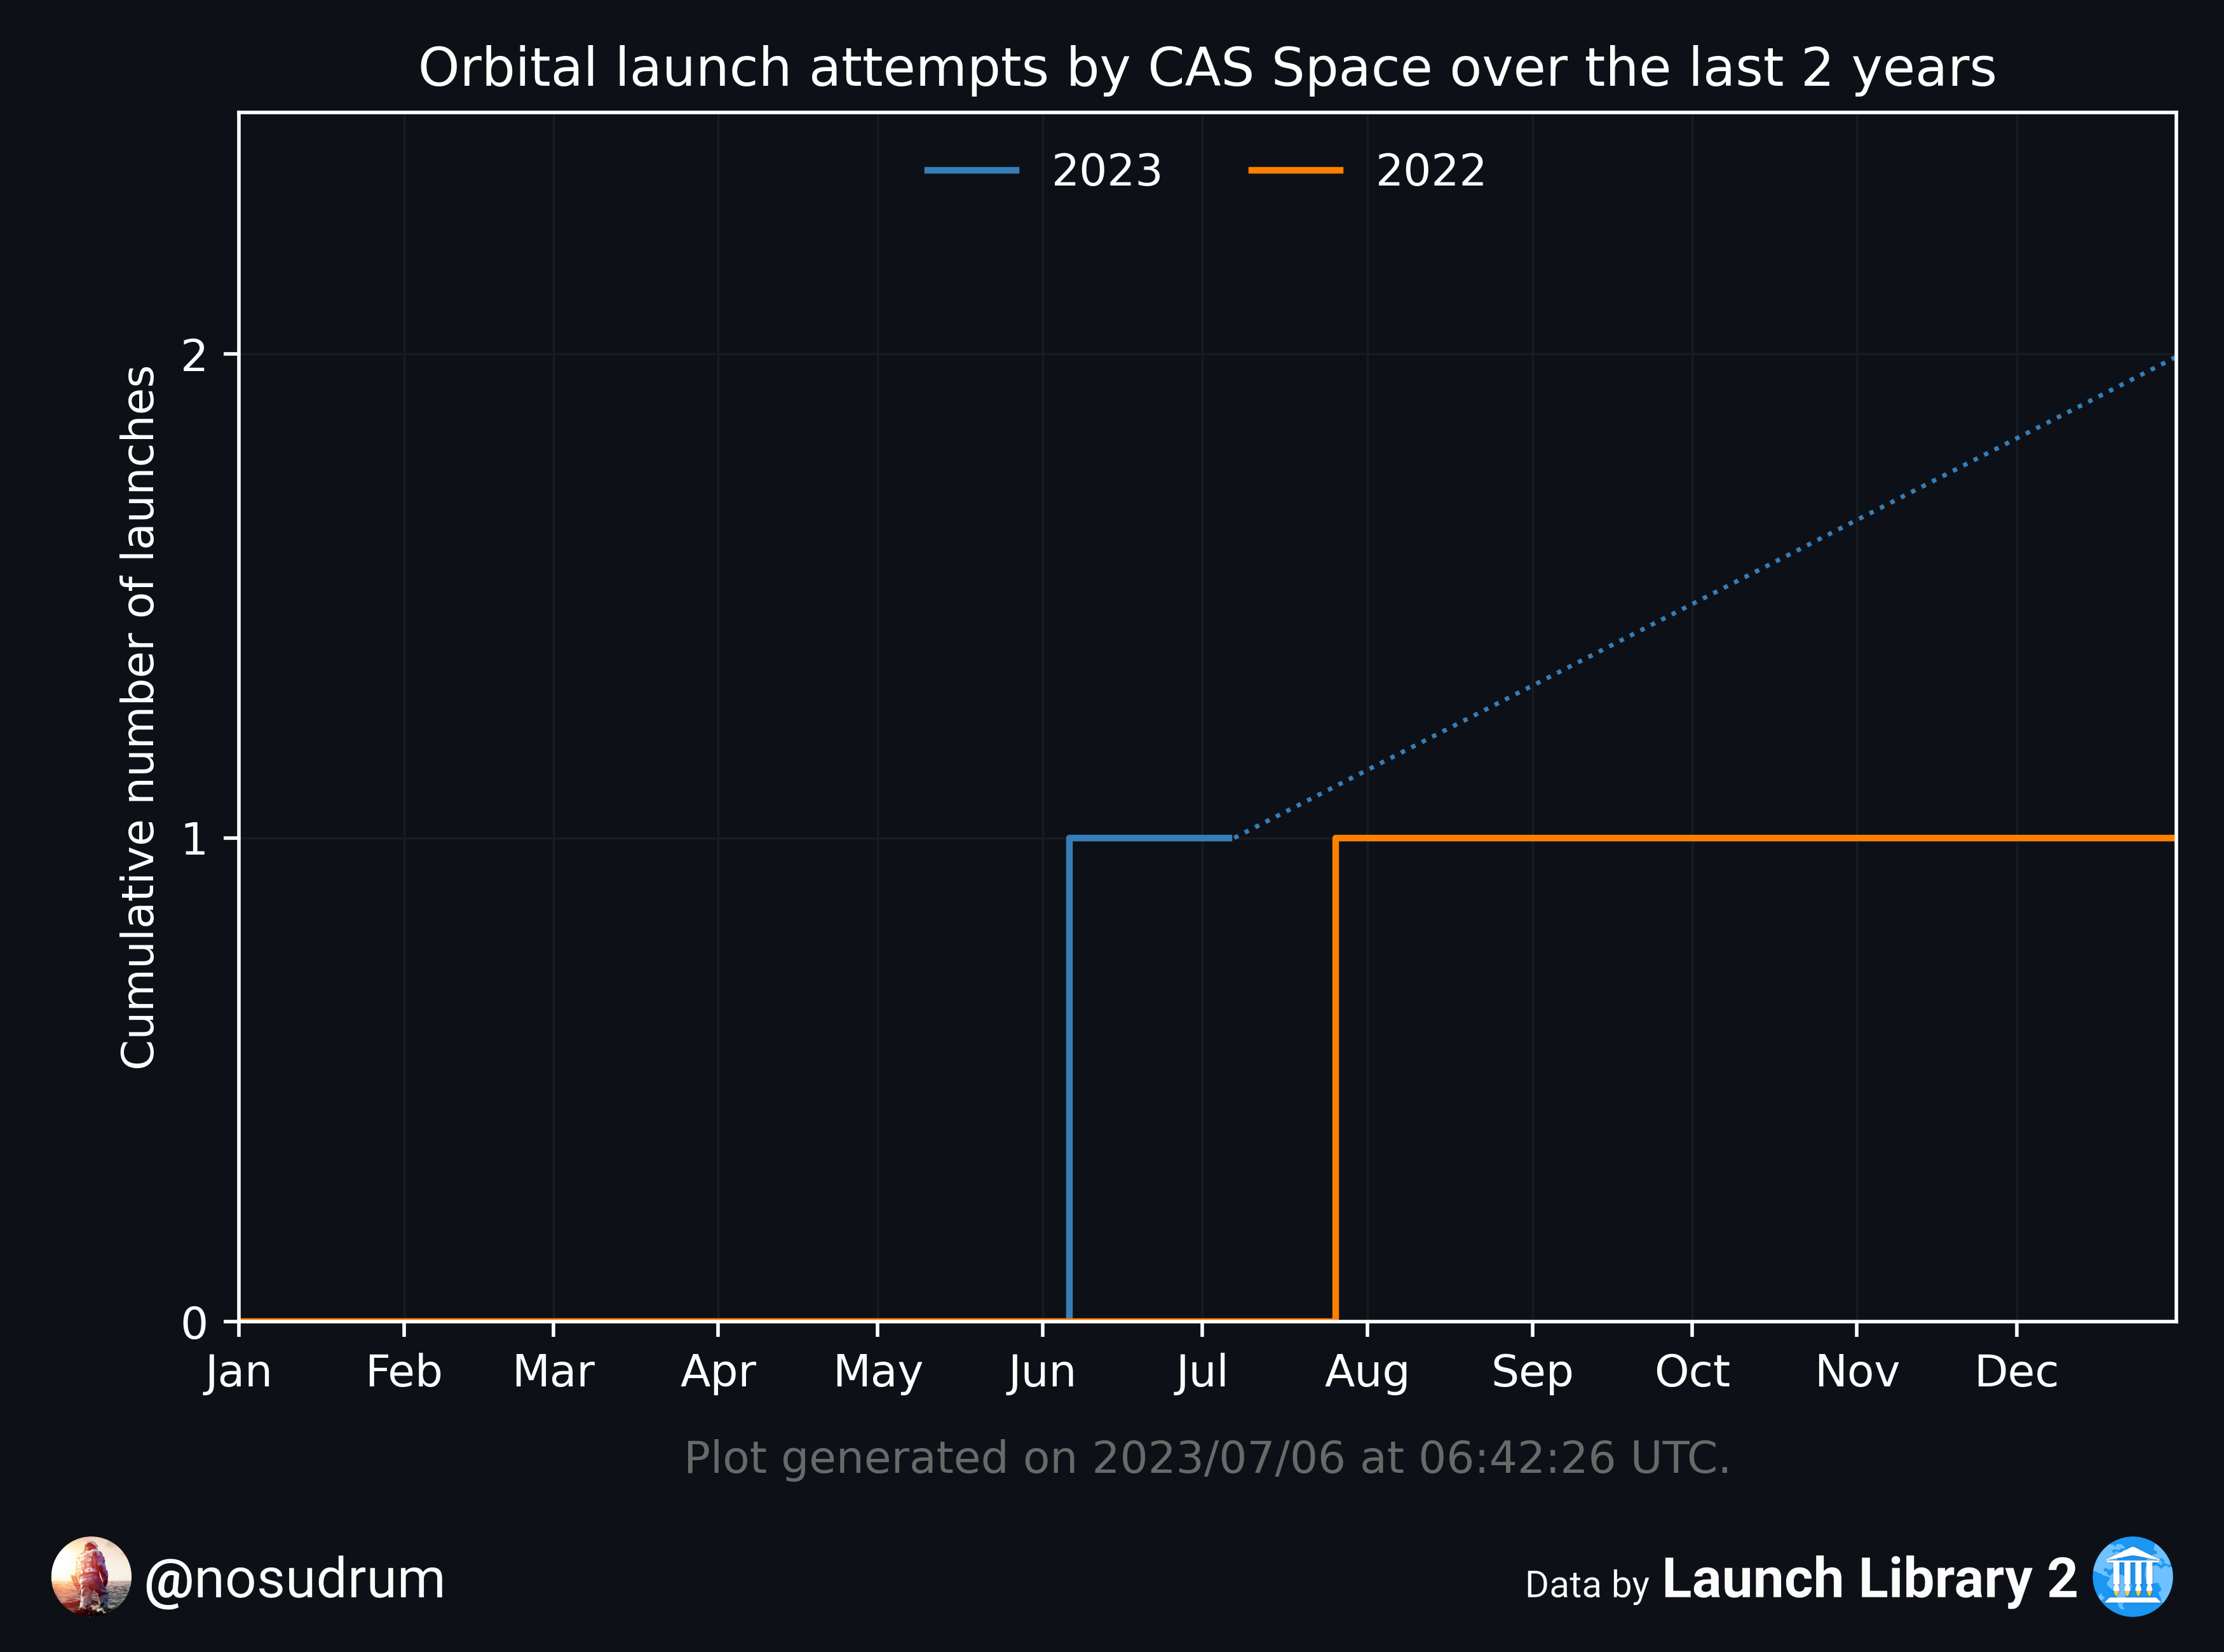 Orbital launch attempts by CAS Space over the last 2 years
2023 2022
Cumulative number of launches
2
1
0
Jan Feb Mar Apr May Jun Jul Aug Sep Oct Nov Dec
Plot generated on 2023/07/06 at 06:42:26 UTC.
@nosudrum
Data by Launch Library 2